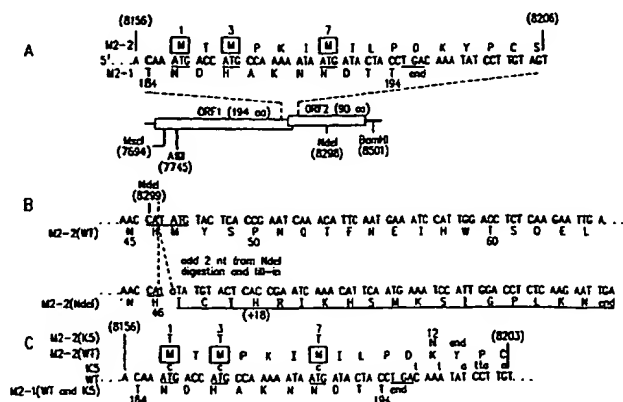 (8156) (8206)
1 3 7
A M2-2 M T M P K I M I L P D K Y P C S
5'... A CAA ATG ACC ATG CCA AAA ATA ATG ATA CTA CCT GAC AAA TAT CCT TGT AGT
M2-1 T N D H A K N N D T T end
184 194
ORF1 (194 aa) ORF2 (90 aa)
MscI
(7694)
(7745)
NdeI
(8298)
BamHI
(8501)
NdeI
(8299)
B
... AAC CAT ATG TAC TCA CCG AAT CAA ACA TTC AAT GAA ATC CAT TGG ACC TCT CAA GAA TTG A...
M2-2(WT) N H M Y S P N Q T F N E I H W T S Q E L
45 50 60
add 2 nt from NdeI
digestion and fill-in
... AAC CAt aTA TGT ACT CAC CGA ATC AAA CAT TCA ATG AAA TCC ATT GGA CCT CTC AAG AAT TGA
M2-2(NdeI) N H I C T H R I K H S M K S I G P L K N end
46 (+18)
C (8156) (8203)
1 3 7 12
M2-2(K5) T T T N end
M2-2(WT) M T M P K I M I L P D K Y P C
K5 c c c t t a tta a
WT ... A CAA ATG ACC ATG CCA AAA ATA ATG ATA CTA CCT GAC AAA TAT CCT TGT...
M2-1(WT and K5) T N D H A K N N D T T end
184 194